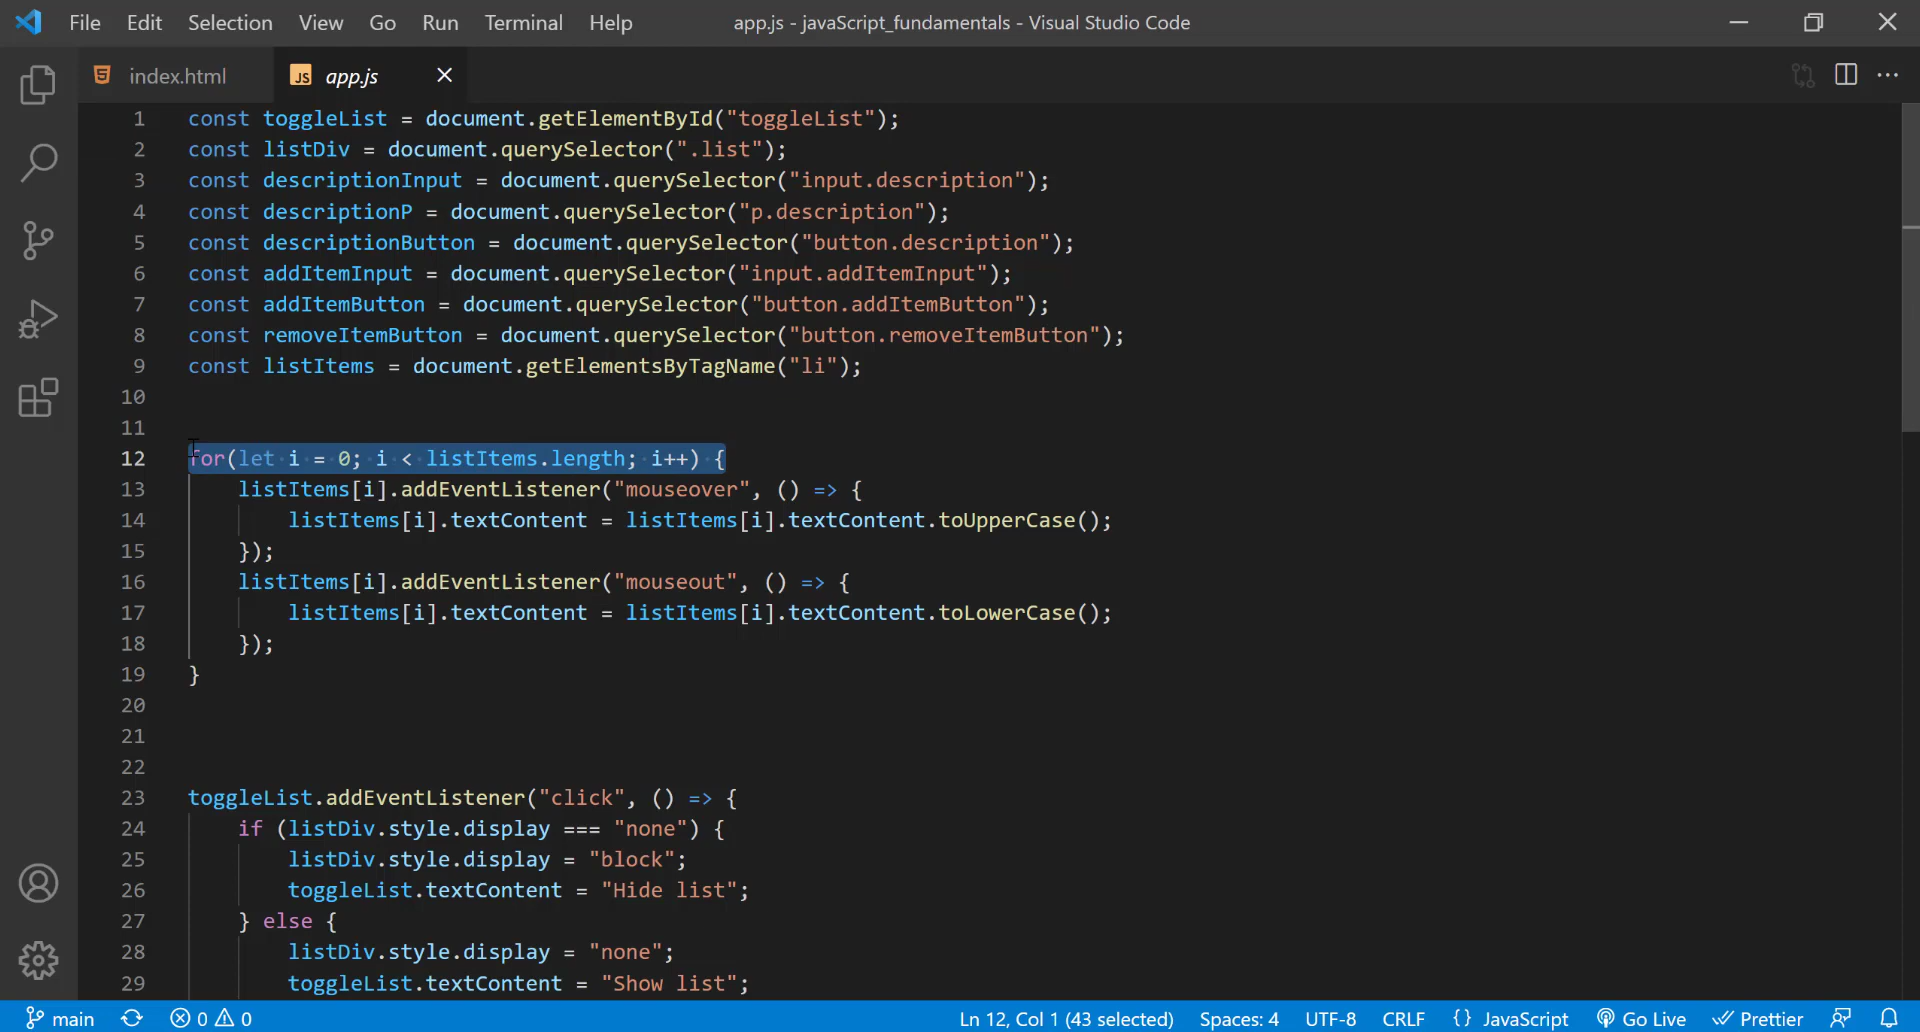 File Edit Selection View Go Run Terminal Help app.js - javaScript_fundamentals - Visual Studio Code
index.html JS app.js
1 const toggleList = document.getElementById("toggleList");
2 const listDiv = document.querySelector(".list");
3 const descriptionInput = document.querySelector("input.description");
4 const descriptionP = document.querySelector("p.description");
5 const descriptionButton = document.querySelector("button.description");
6 const addItemInput = document.querySelector("input.addItemInput");
7 const addItemButton = document.querySelector("button.addItemButton");
8 const removeItemButton = document.querySelector("button.removeItemButton");
9 const listItems = document.getElementsByTagName("li");
10
11
12 for(let i = 0; i < listItems.length; i++) {
13 listItems[i].addEventListener("mouseover", () => {
14 listItems[i].textContent = listItems[i].textContent.toUpperCase();
15 });
16 listItems[i].addEventListener("mouseout", () => {
17 listItems[i].textContent = listItems[i].textContent.toLowerCase();
18 });
19 }
20
21
22
23 toggleList.addEventListener("click", () => {
24 if (listDiv.style.display === "none") {
25 listDiv.style.display = "block";
26 toggleList.textContent = "Hide list";
27 } else {
28 listDiv.style.display = "none";
29 toggleList.textContent = "Show list";
main 0 0 Ln 12, Col 1 (43 selected) Spaces: 4 UTF-8 CRLF {} JavaScript Go Live Prettier